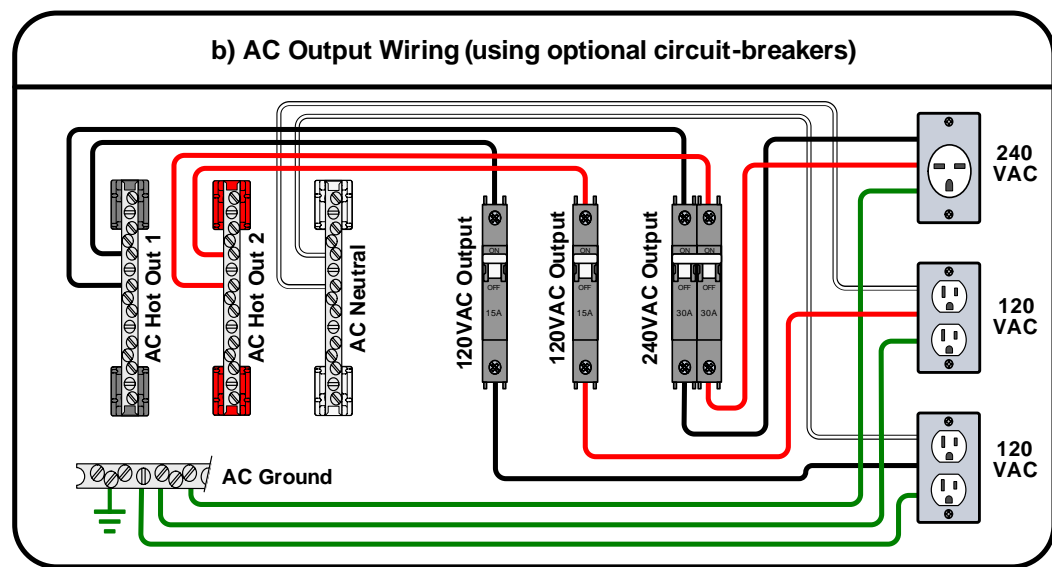 b) AC Output Wiring (using optional circuit-breakers)
AC Hot Out 1
AC Hot Out 2
AC Neutral
120VAC Output
ON
OFF
15A
120VAC Output
ON
OFF
15A
240VAC Output
ON
ON
OFF
OFF
30A
30A
240
VAC
120
VAC
120
VAC
AC Ground